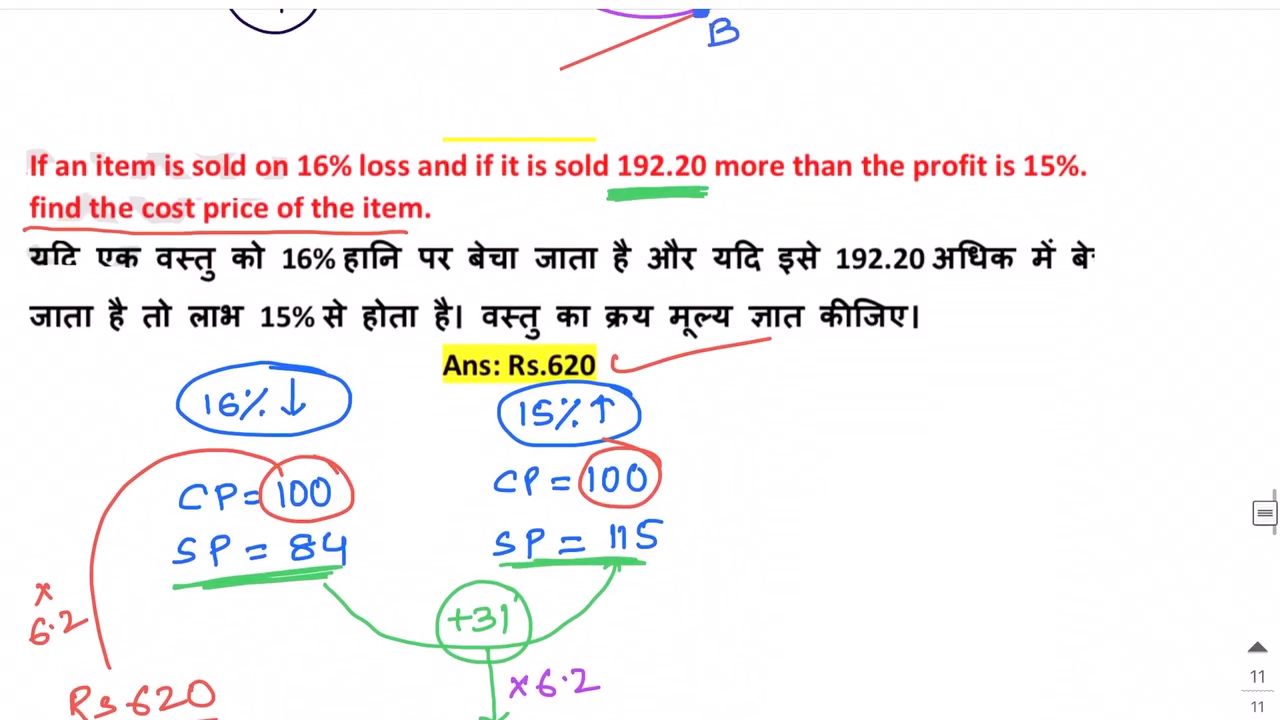 B
If an item is sold on 16% loss and if it is sold 192.20 more than the profit is 15%.
find the cost price of the item.
यदि एक वस्तु को 16% हानि पर बेचा जाता है और यदि इसे 192.20 अधिक में
जाता है तो लाभ 15% से होता है। वस्तु का क्रय मूल्य ज्ञात कीजिए।
Ans: Rs.620
16% ↓ 15% ↑
CP = 100 CP = 100
SP = 84 SP = 115
+31
×
6.2
×6.2
Rs 620
11
11